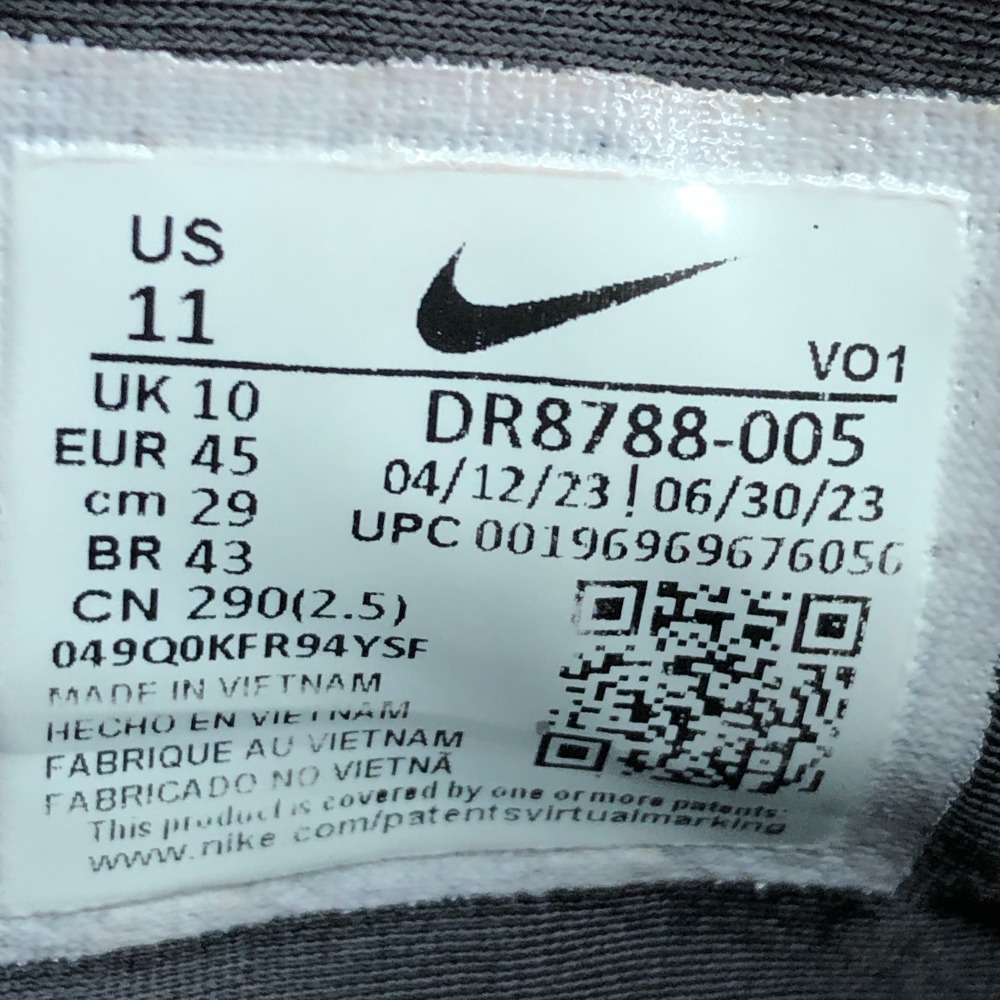 US
11
VO1
UK 10
DR8788-005
EUR 45
04/12/23 ! 06/30/23
cm 29
UPC 00196969676056
BR 43
CN 290(2.5)
049Q0KFR94YSF
MADE IN VIETNAM
HECHO EN VIETNAM
FABRIQUE AU VIETNAM
FABRICADO NO VIETNÃ
This product is covered by one or more patents:
www.nike.com/patentsvirtualmarking